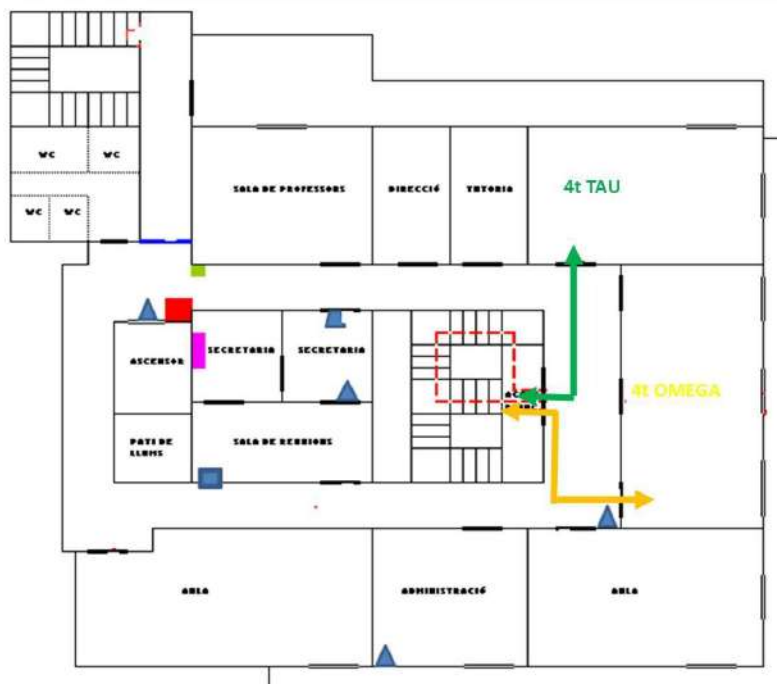 WC
WC
SALA DE PROFESSORS
DIRECCIÓ
TUTORIA
4t TAU
WC
WC
ASCENSOR
SECRETARIA
SECRETARIA
4t OMEGA
PATI DE
LLUMS
SALA DE REUNIONS
AULA
ADMINISTRACIÓ
AULA